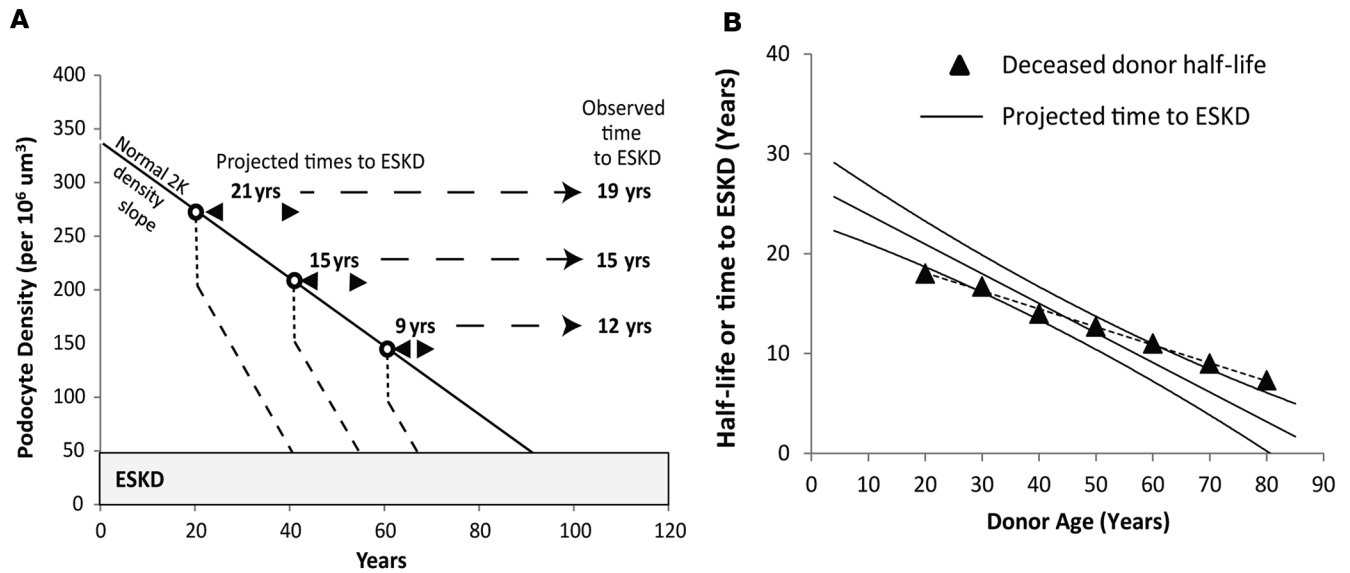 A
Podocyte Density (per 10⁶ um³)
400
350
300
250
200
150
100
50
0
Normal 2K
density
slope
Projected times to ESKD
Observed
time
to ESKD
21 yrs
19 yrs
15 yrs
15 yrs
9 yrs
12 yrs
ESKD
0
20
40
60
80
100
120
Years
B
Half-life or time to ESKD (Years)
40
30
20
10
0
Deceased donor half-life
Projected time to ESKD
0
10
20
30
40
50
60
70
80
90
Donor Age (Years)